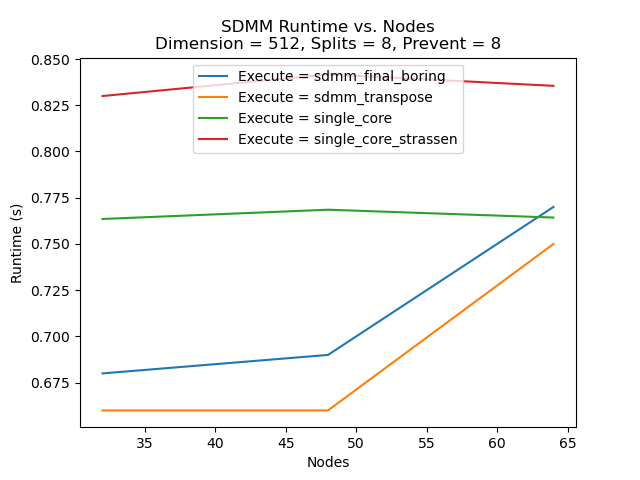 SDMM Runtime vs. Nodes
Dimension = 512, Splits = 8, Prevent = 8
Execute = sdmm_final_boring
Execute = sdmm_transpose
Execute = single_core
Execute = single_core_strassen
0.850
0.825
0.800
0.775
0.750
0.725
0.700
0.675
Runtime (s)
35 40 45 50 55 60 65
Nodes